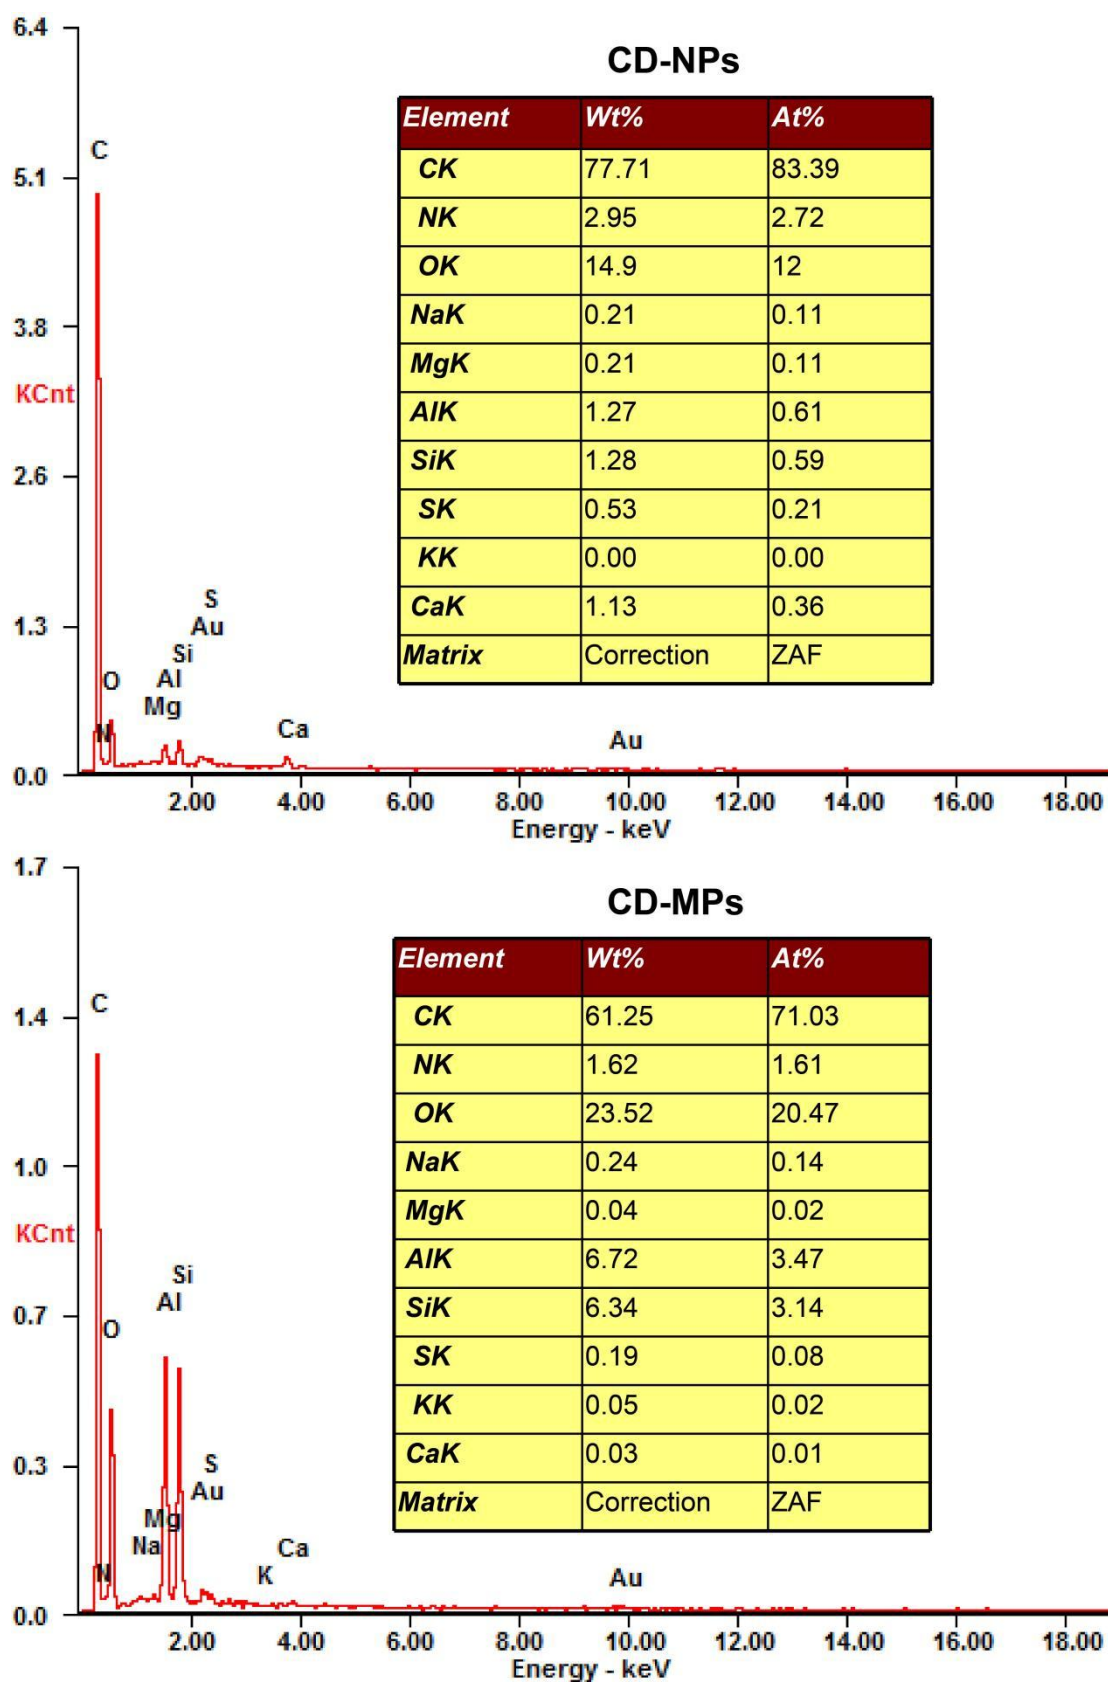 CD-NPs
Element Wt% At%
CK 77.71 83.39
NK 2.95 2.72
OK 14.9 12
NaK 0.21 0.11
MgK 0.21 0.11
AlK 1.27 0.61
SiK 1.28 0.59
SK 0.53 0.21
KK 0.00 0.00
CaK 1.13 0.36
Matrix Correction ZAF
6.4
5.1
3.8
KCnt
2.6
1.3
0.0
C
O
N
Mg
Al
Si
S
Au
Ca
Au
2.00 4.00 6.00 8.00 10.00 12.00 14.00 16.00 18.00
Energy - keV
CD-MPs
Element Wt% At%
CK 61.25 71.03
NK 1.62 1.61
OK 23.52 20.47
NaK 0.24 0.14
MgK 0.04 0.02
AlK 6.72 3.47
SiK 6.34 3.14
SK 0.19 0.08
KK 0.05 0.02
CaK 0.03 0.01
Matrix Correction ZAF
1.7
1.4
1.0
KCnt
0.7
0.3
0.0
C
O
N
Na
Mg
Al
Si
S
Au
K
Ca
Au
2.00 4.00 6.00 8.00 10.00 12.00 14.00 16.00 18.00
Energy - keV